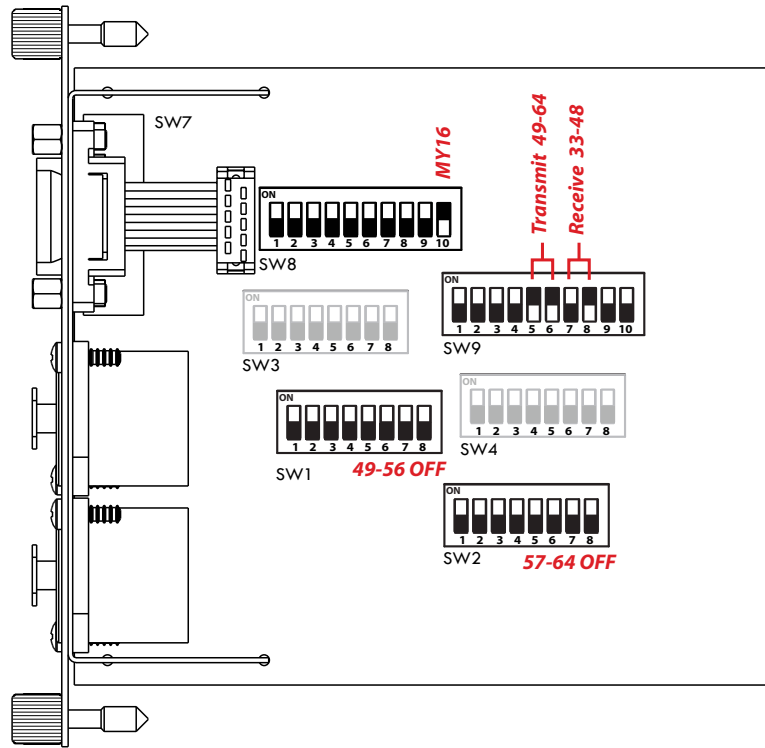 SW7
MY16
Transmit 49-64
Receive 33-48
ON
1 2 3 4 5 6 7 8 9 10
SW8
ON
1 2 3 4 5 6 7 8 9 10
SW9
ON
1 2 3 4 5 6 7 8
SW3
ON
1 2 3 4 5 6 7 8
SW4
ON
1 2 3 4 5 6 7 8
SW1
49-56 OFF
ON
1 2 3 4 5 6 7 8
SW2
57-64 OFF